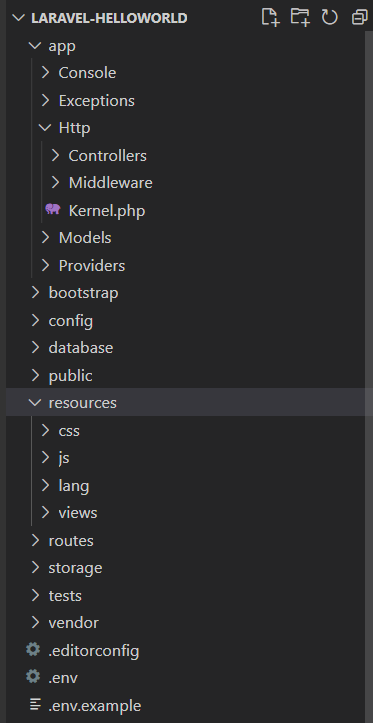 LARAVEL-HELLOWORLD
app
Console
Exceptions
Http
Controllers
Middleware
Kernel.php
Models
Providers
bootstrap
config
database
public
resources
css
js
lang
views
routes
storage
tests
vendor
.editorconfig
.env
.env.example